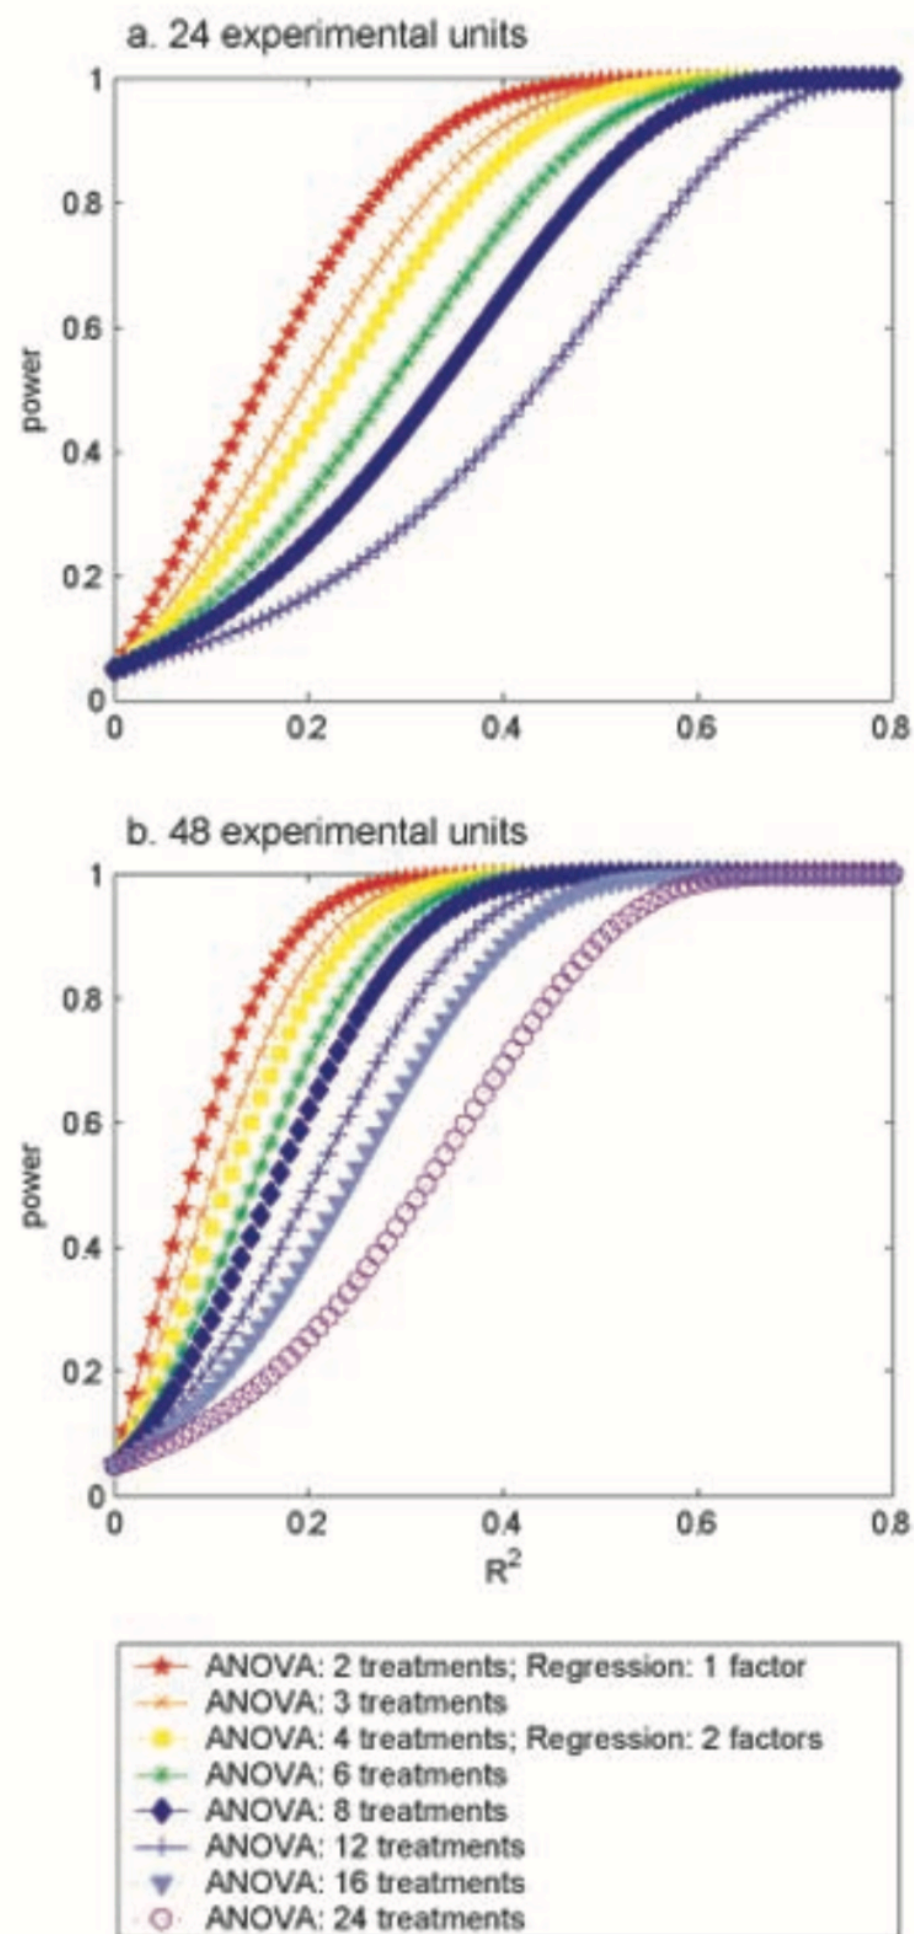 a. 24 experimental units
1
0.8
0.6
0.4
0.2
0
power
0 0.2 0.4 0.6 0.8
b. 48 experimental units
1
0.8
0.6
0.4
0.2
0
power
0 0.2 0.4 0.6 0.8
R²
ANOVA: 2 treatments; Regression: 1 factor
ANOVA: 3 treatments
ANOVA: 4 treatments; Regression: 2 factors
ANOVA: 6 treatments
ANOVA: 8 treatments
ANOVA: 12 treatments
ANOVA: 16 treatments
ANOVA: 24 treatments